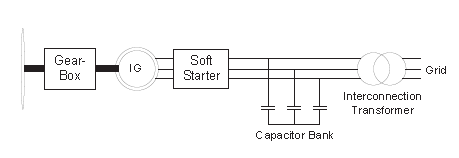 Gear-
Box
IG
Soft
Starter
Grid
Interconnection
Transformer
Capacitor Bank